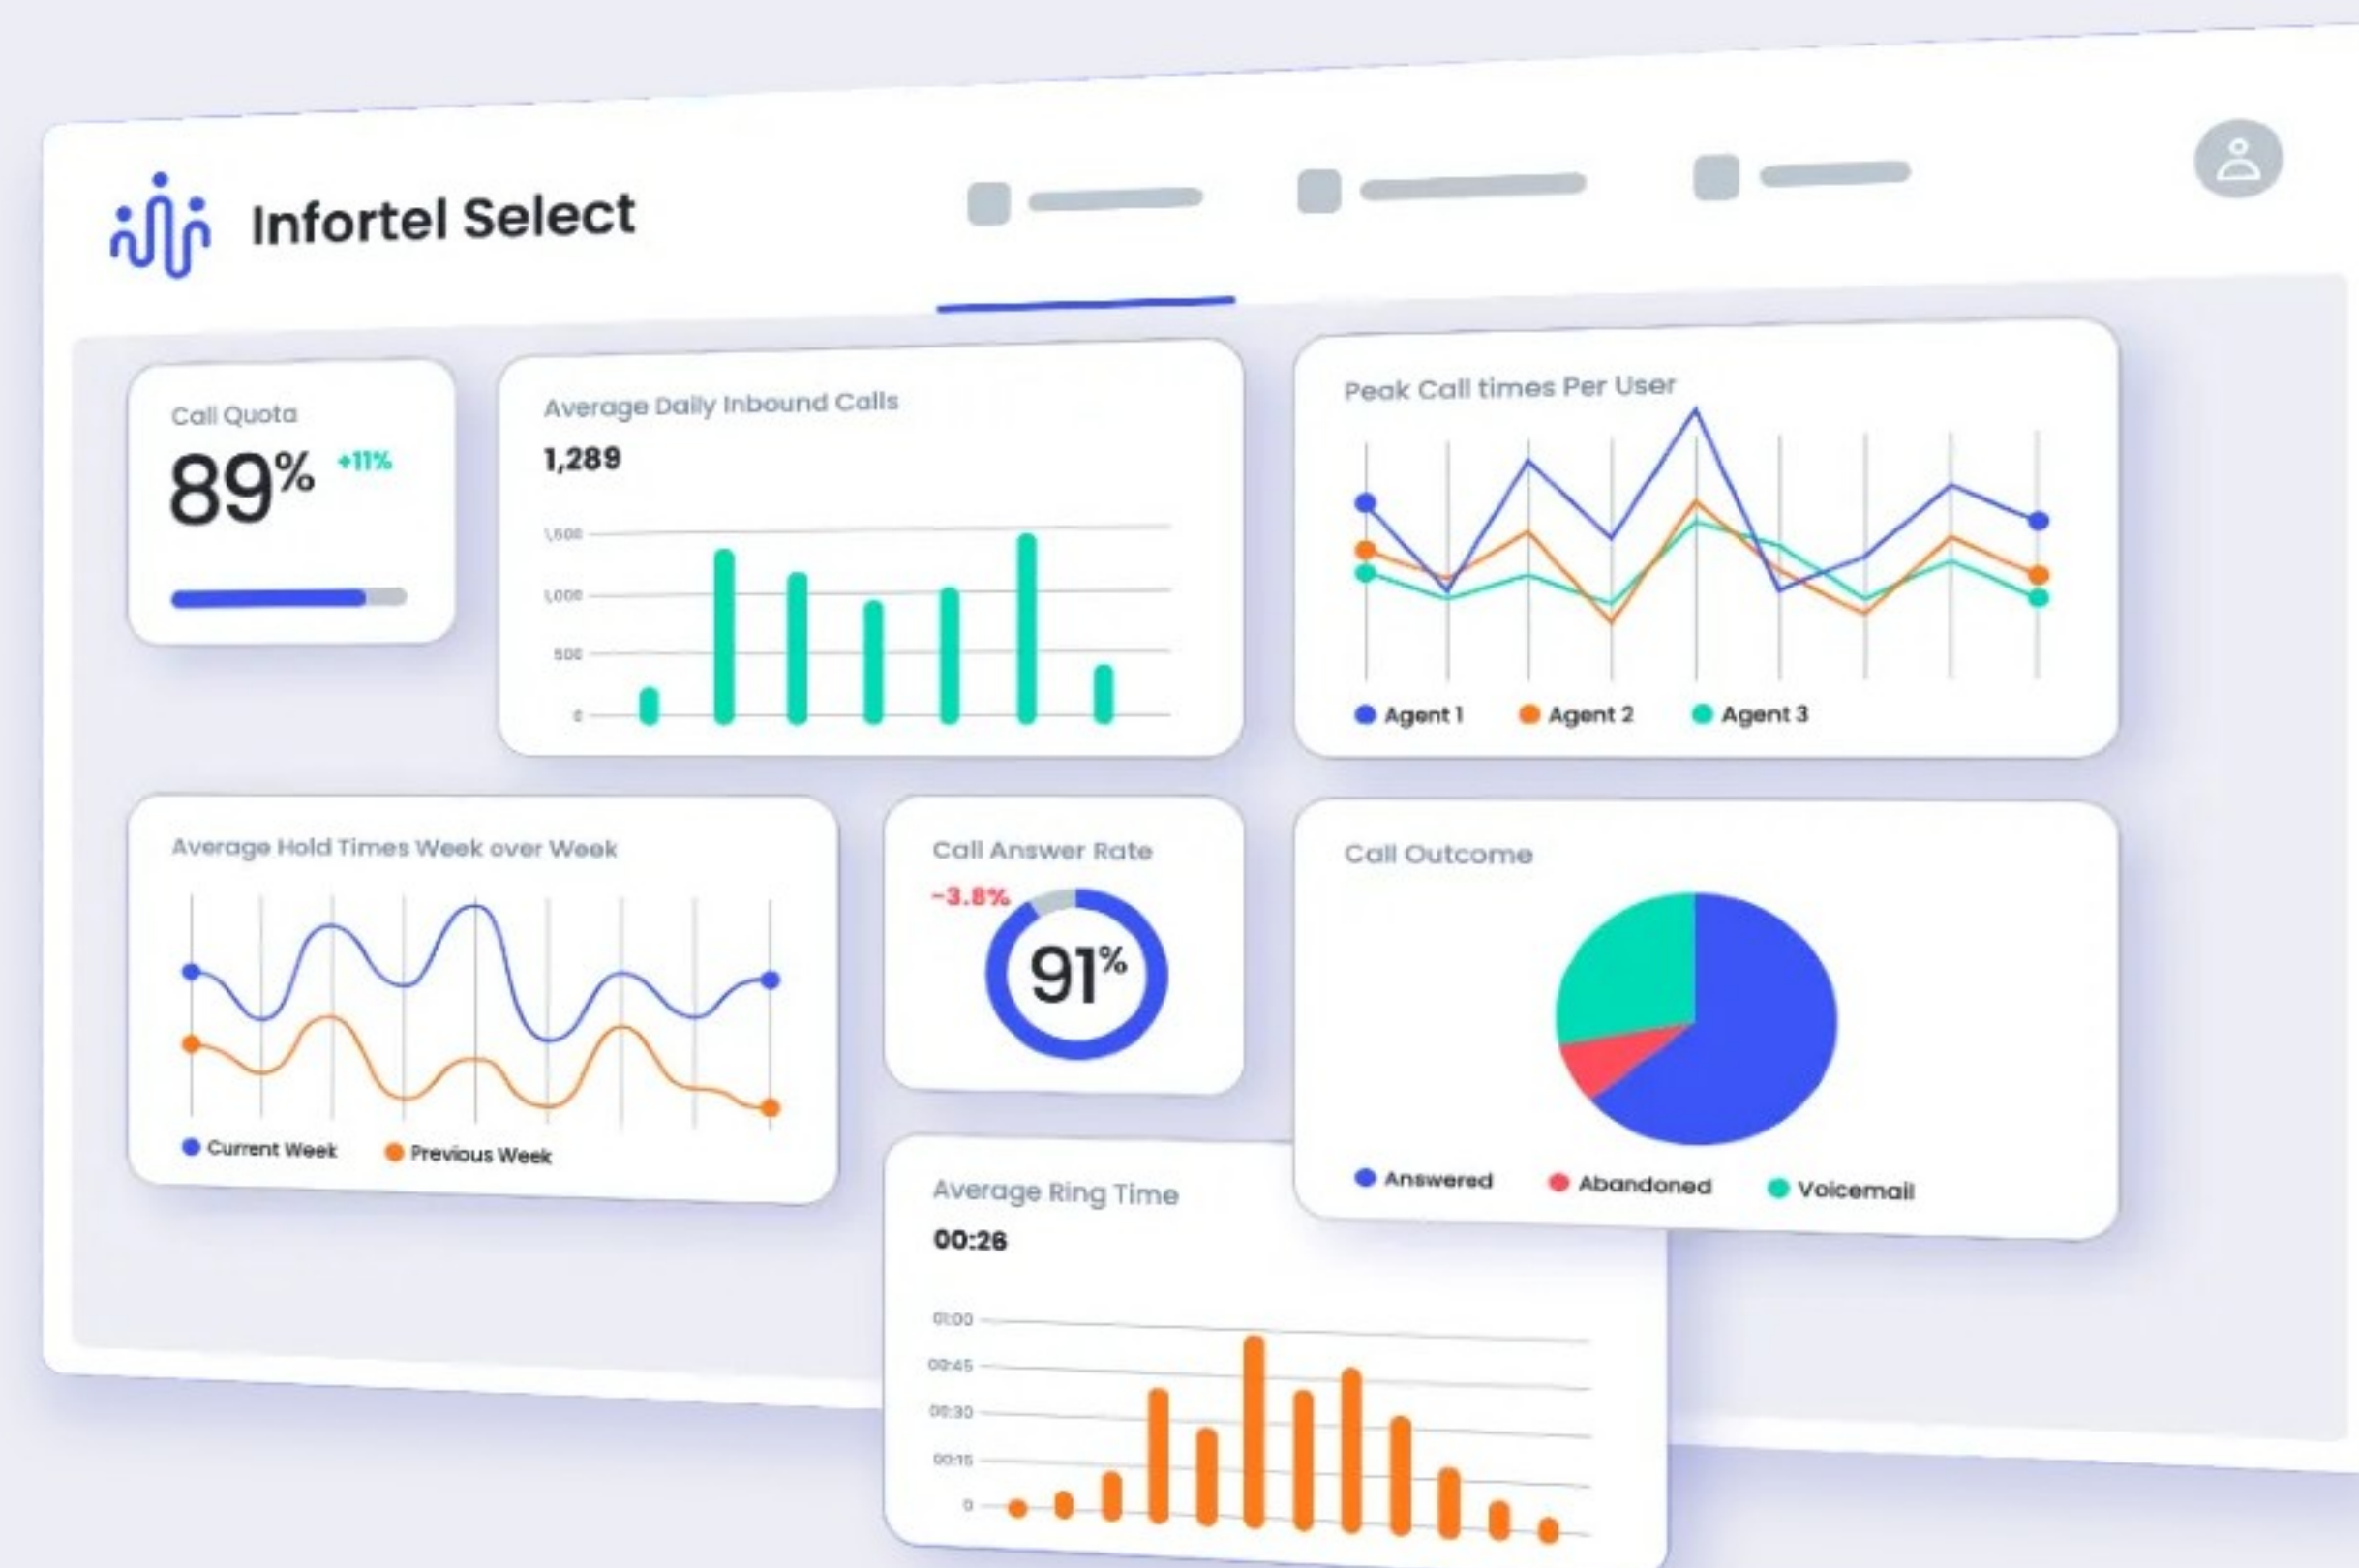 Infortel Select
Call Quota
89% +11%
Average Daily Inbound Calls
1,289
1,500
1,000
500
0
Peak Call times Per User
Agent 1 Agent 2 Agent 3
Average Hold Times Week over Week
Current Week Previous Week
Call Answer Rate
-3.8%
91%
Call Outcome
Answered Abandoned Voicemail
Average Ring Time
00:26
01:00
00:45
00:30
00:15
0